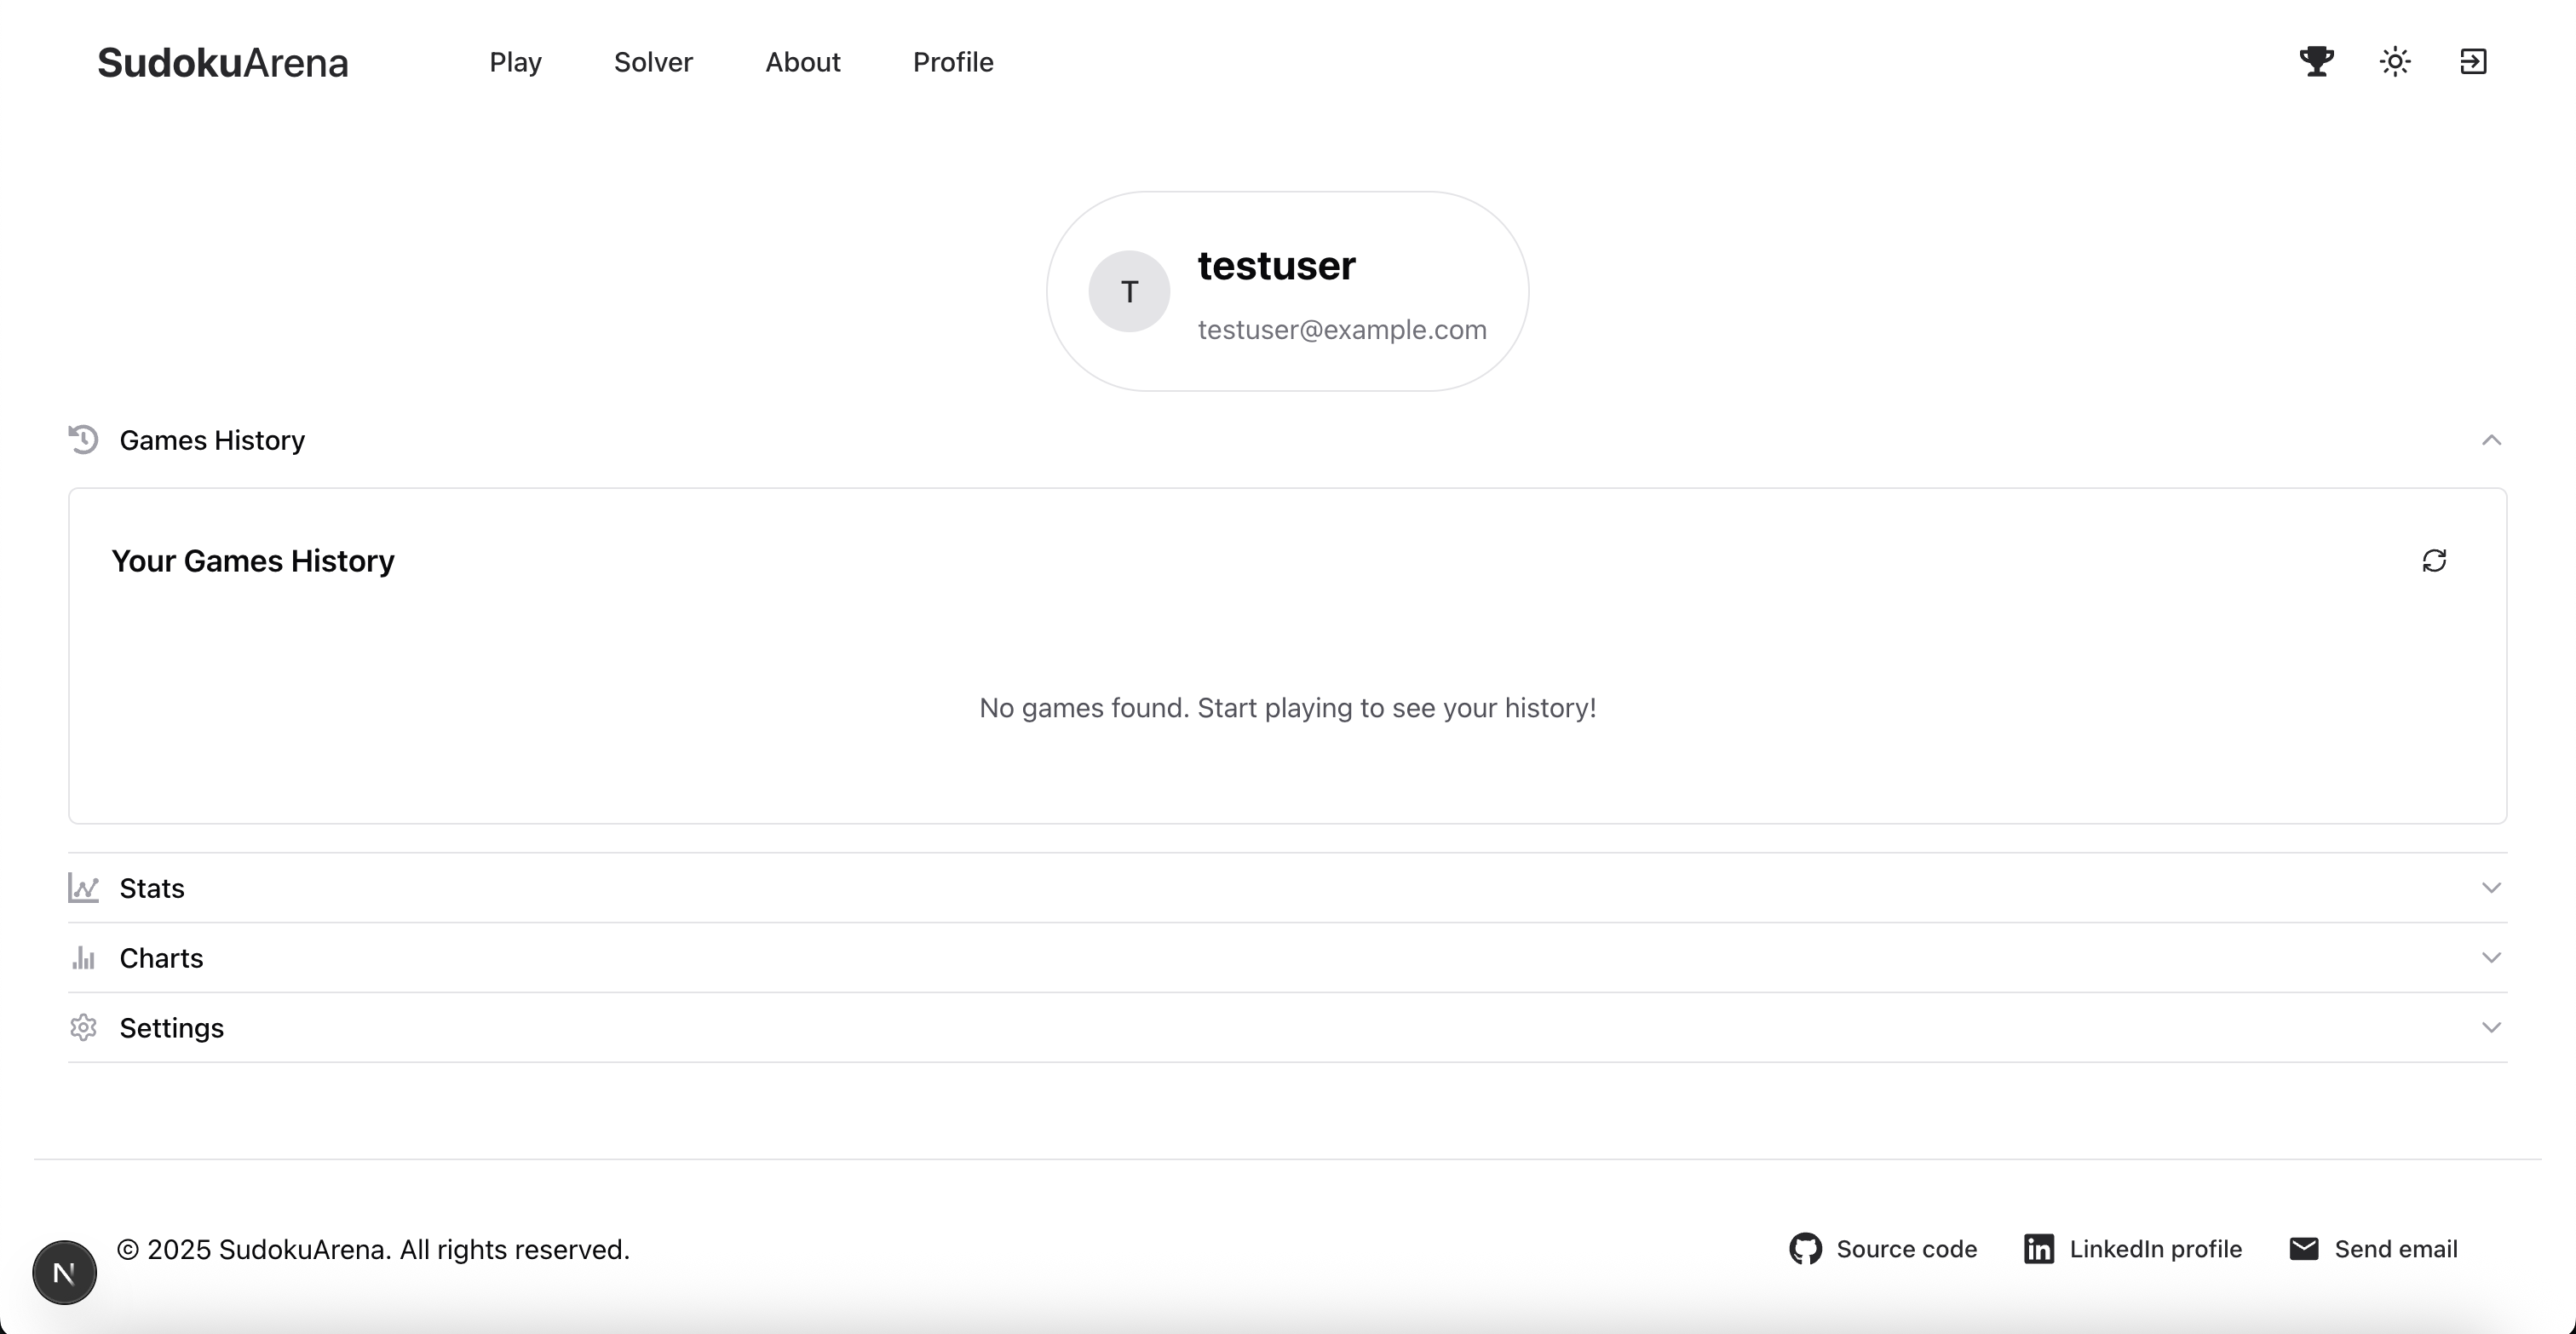 SudokuArena Play Solver About Profile
T
testuser
testuser@example.com
Games History
Your Games History
No games found. Start playing to see your history!
Stats
Charts
Settings
N
© 2025 SudokuArena. All rights reserved. Source code LinkedIn profile Send email